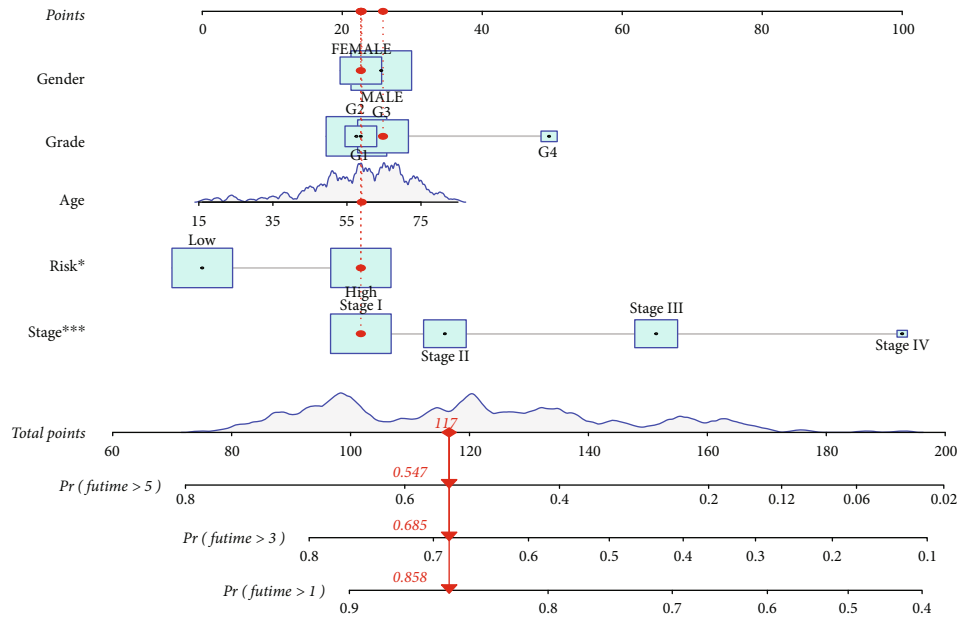 Points
0 20 40 60 80 100
FEMALE
Gender
MALE
G2 G3
Grade
G1 G4
Age
15 35 55 75
Low
Risk*
High
Stage I Stage III
Stage***
Stage II Stage IV
117
Total points
60 80 100 120 140 160 180 200
0.547
Pr ( futime > 5 )
0.8 0.6 0.4 0.2 0.12 0.06 0.02
0.685
Pr ( futime > 3 )
0.8 0.7 0.6 0.5 0.4 0.3 0.2 0.1
0.858
Pr ( futime > 1 )
0.9 0.8 0.7 0.6 0.5 0.4